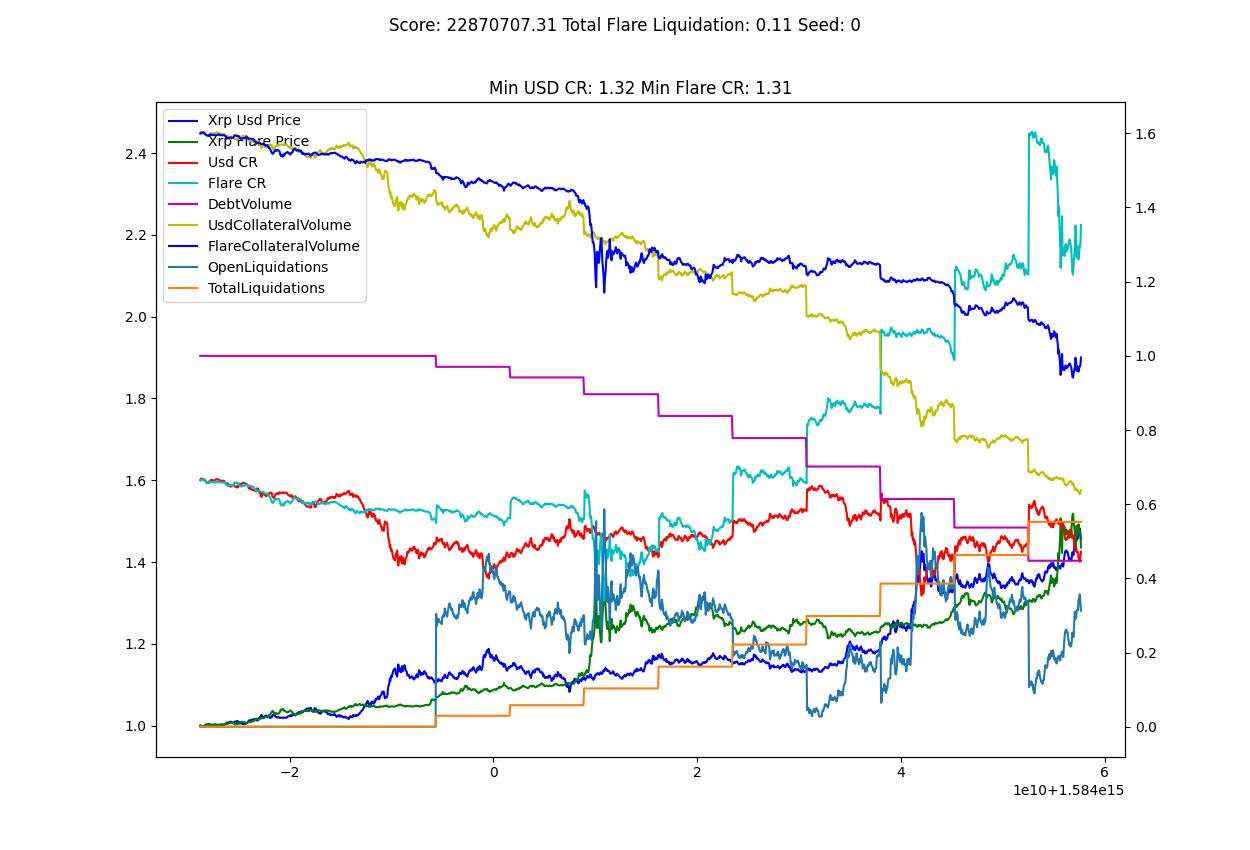 Score: 22870707.31 Total Flare Liquidation: 0.11 Seed: 0
Min USD CR: 1.32 Min Flare CR: 1.31
Xrp Usd Price
Xrp Flare Price
Usd CR
Flare CR
DebtVolume
UsdCollateralVolume
FlareCollateralVolume
OpenLiquidations
TotalLiquidations
2.4
2.2
2.0
1.8
1.6
1.4
1.2
1.0
1.6
1.4
1.2
1.0
0.8
0.6
0.4
0.2
0.0
−2 0 2 4 6
1e10+1.584e15